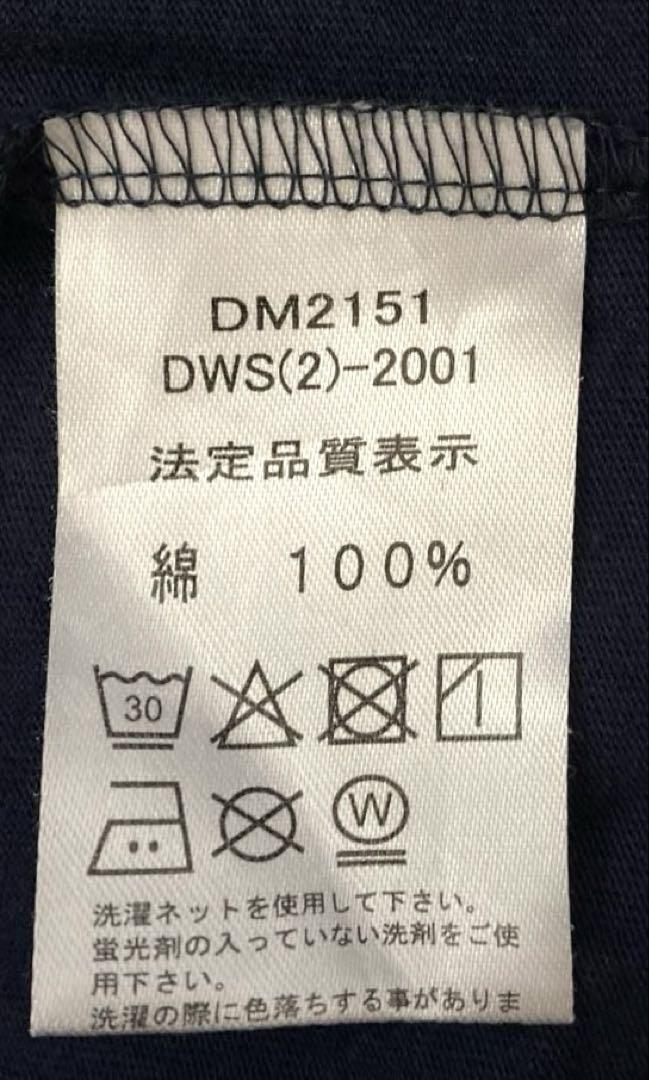 DM2151
DWS(2)-2001
法定品質表示
綿　100%
30
W
洗濯ネットを使用して下さい。
蛍光剤の入っていない洗剤をご使
用下さい。
洗濯の際に色落ちする事がありま